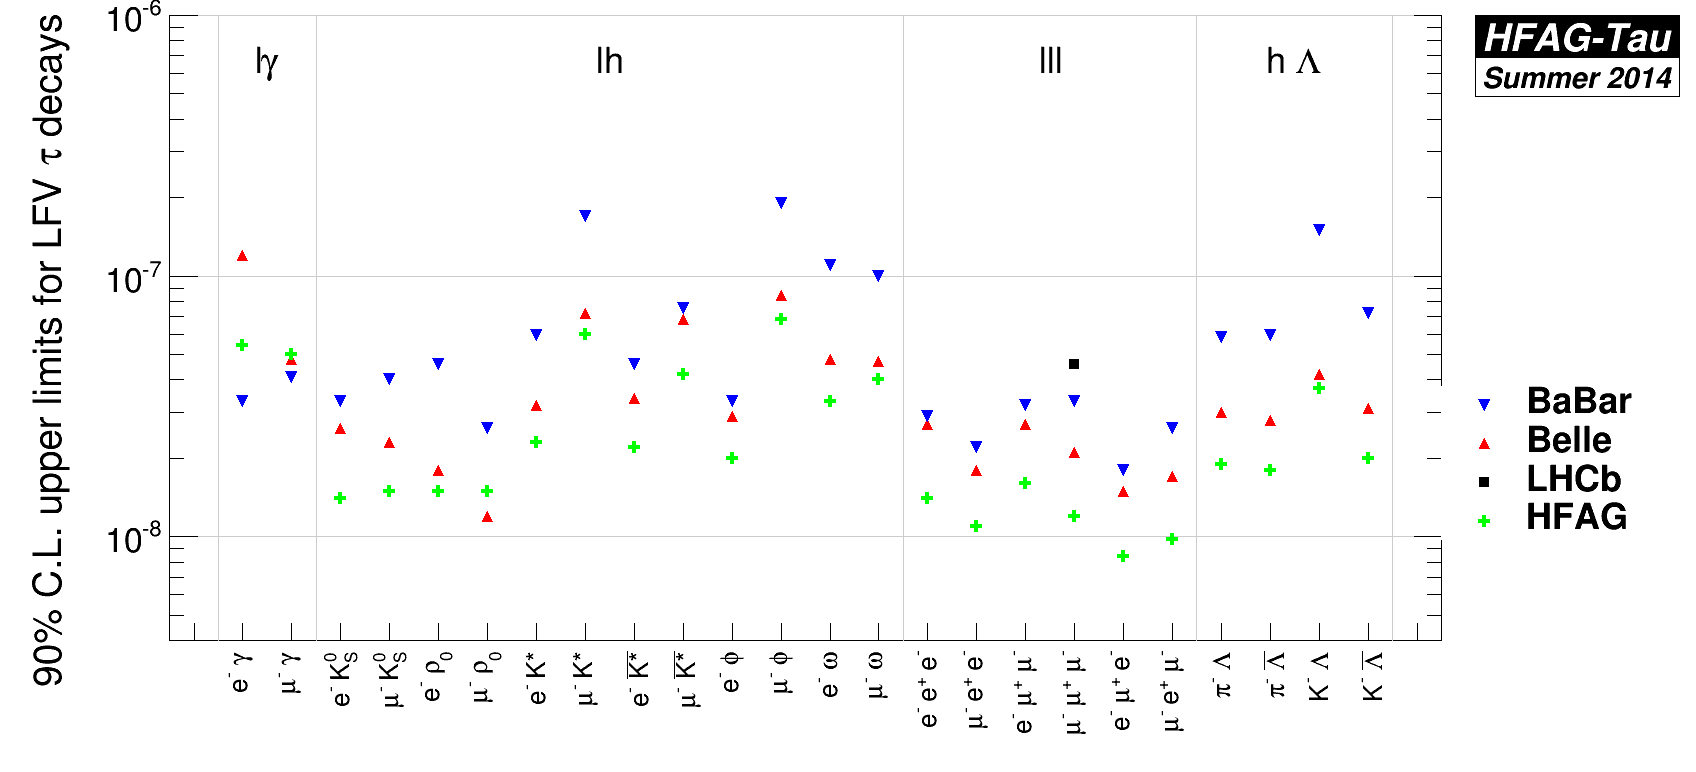 90% C.L. upper limits for LFV τ decays
10⁻⁶
10⁻⁷
10⁻⁸
lγ
lh
lll
h Λ
HFAG-Tau
Summer 2014
BaBar
Belle
LHCb
HFAG
e⁻ γ
μ⁻ γ
e⁻ K⁰S
μ⁻ K⁰S
e⁻ ρ₀
μ⁻ ρ₀
e⁻ K*
μ⁻ K*
e⁻ K̅*̅
μ⁻ K̅*̅
e⁻ ϕ
μ⁻ ϕ
e⁻ ω
μ⁻ ω
e⁻ e⁺ e⁻
μ⁻ e⁺ e⁻
e⁻ μ⁺ μ⁻
μ⁻ μ⁺ μ⁻
e⁻ μ⁺ e⁻
μ⁻ e⁺ μ⁻
π⁻ Λ
π⁻ Λ̅
K⁻ Λ
K⁻ Λ̅